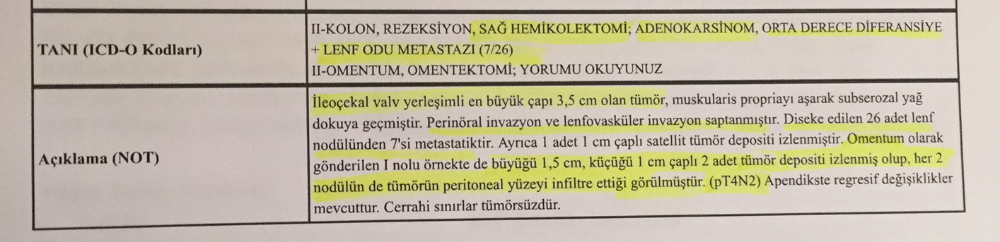 II-KOLON, REZEKSİYON, SAĞ HEMİKOLEKTOMİ; ADENOKARSİNOM, ORTA DERECE DİFERANSİYE
TANI (ICD-O Kodları)
+ LENF ODU METASTAZI (7/26)
II-OMENTUM, OMENTEKTOMİ; YORUMU OKUYUNUZ
İleoçekal valv yerleşimli en büyük çapı 3,5 cm olan tümör, muskularis propriayı aşarak subserozal yağ
dokuya geçmiştir. Perinöral invazyon ve lenfovasküler invazyon saptanmıştır. Diseke edilen 26 adet lenf
nodülünden 7'si metastatiktir. Ayrıca 1 adet 1 cm çaplı satellit tümör depositi izlenmiştir. Omentum olarak
Açıklama (NOT)
gönderilen I nolu örnekte de büyüğü 1,5 cm, küçüğü 1 cm çaplı 2 adet tümör depositi izlenmiş olup, her 2
nodülün de tümörün peritoneal yüzeyi infiltre ettiği görülmüştür. (pT4N2) Apendikste regresif değişiklikler
mevcuttur. Cerrahi sınırlar tümörsüzdür.